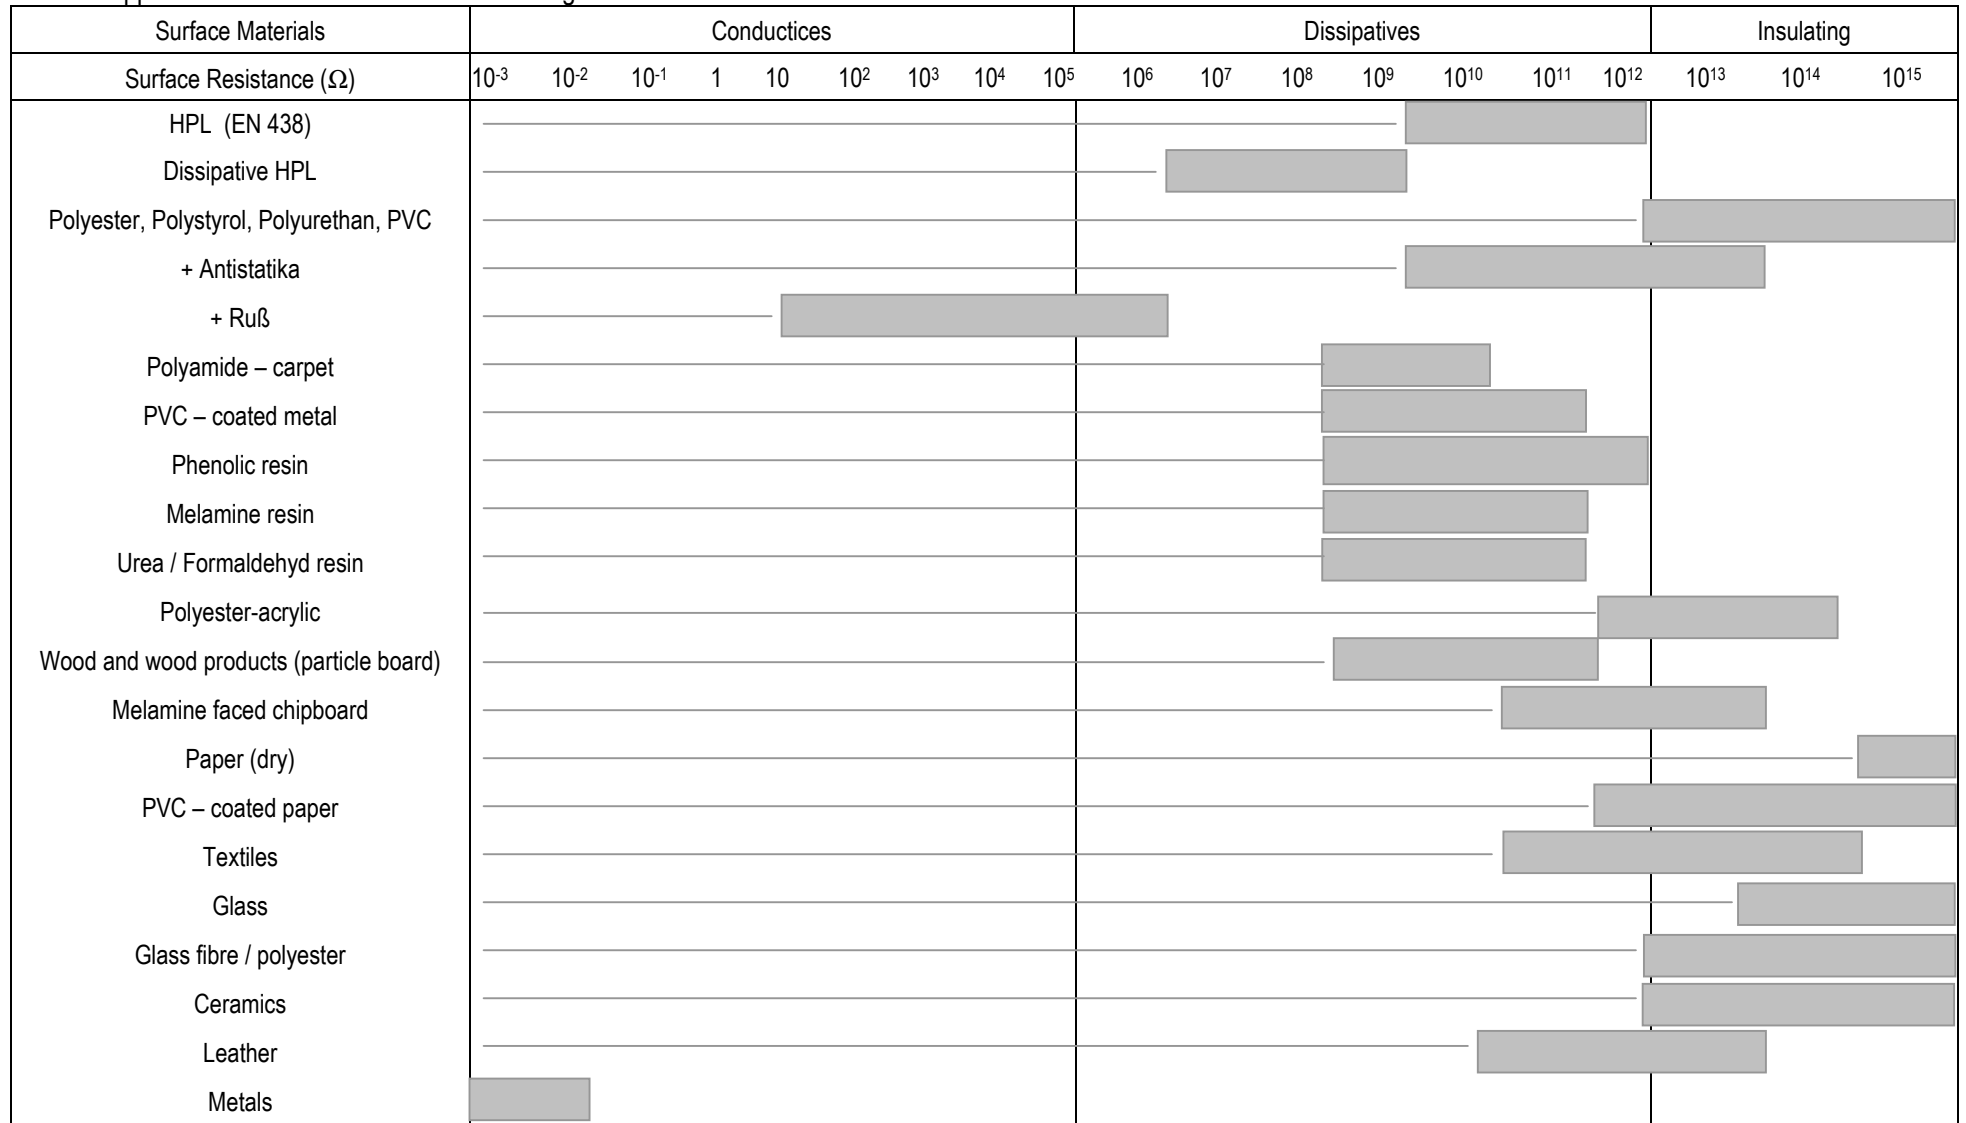 Surface Materials Conductices Dissipatives Insulating
Surface Resistance (Ω) 10⁻³ 10⁻² 10⁻¹ 1 10 10² 10³ 10⁴ 10⁵ 10⁶ 10⁷ 10⁸ 10⁹ 10¹⁰ 10¹¹ 10¹² 10¹³ 10¹⁴ 10¹⁵
HPL (EN 438)
Dissipative HPL
Polyester, Polystyrol, Polyurethan, PVC
+ Antistatika
+ Ruß
Polyamide – carpet
PVC – coated metal
Phenolic resin
Melamine resin
Urea / Formaldehyd resin
Polyester-acrylic
Wood and wood products (particle board)
Melamine faced chipboard
Paper (dry)
PVC – coated paper
Textiles
Glass
Glass fibre / polyester
Ceramics
Leather
Metals